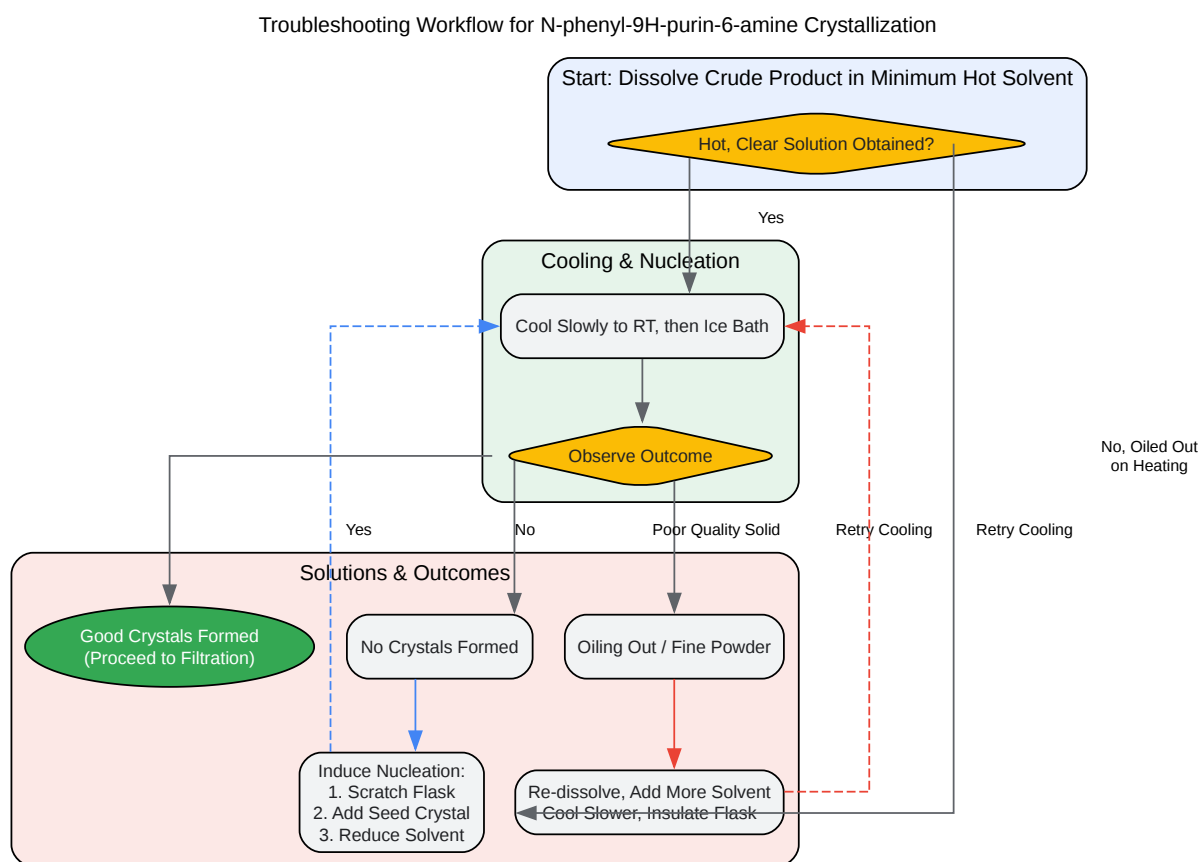 Troubleshooting Workflow for N-phenyl-9H-purin-6-amine Crystallization
Start: Dissolve Crude Product in Minimum Hot Solvent
Hot, Clear Solution Obtained?
Yes
Cooling & Nucleation
Cool Slowly to RT, then Ice Bath
Observe Outcome
No, Oiled Out
on Heating
Yes
No
Poor Quality Solid
Retry Cooling
Retry Cooling
Solutions & Outcomes
Good Crystals Formed
(Proceed to Filtration)
No Crystals Formed
Oiling Out / Fine Powder
Induce Nucleation:
1. Scratch Flask
2. Add Seed Crystal
3. Reduce Solvent
Re-dissolve, Add More Solvent
Cool Slower, Insulate Flask